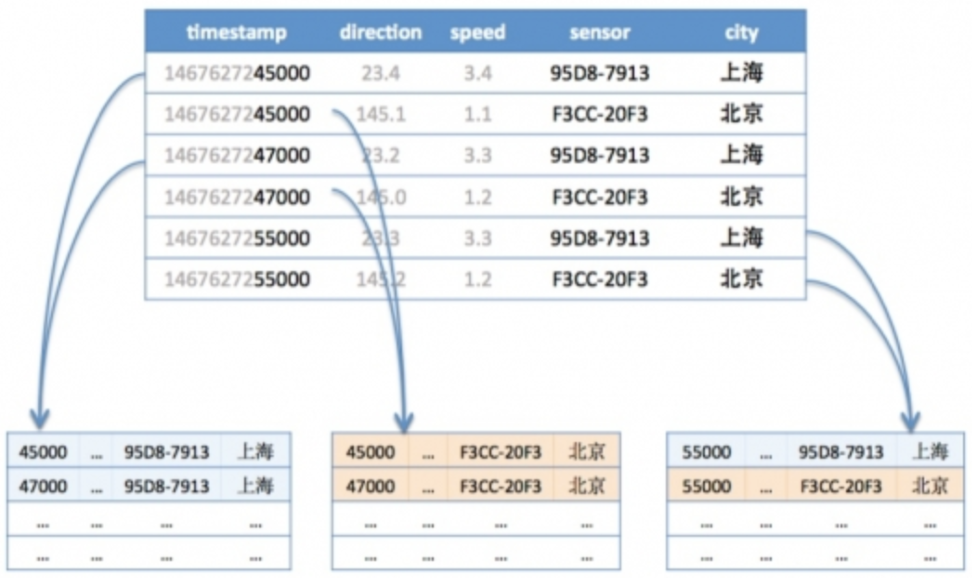 timestamp direction speed sensor city
1467627245000 23.4 3.4 95D8-7913 上海
1467627245000 145.1 1.1 F3CC-20F3 北京
1467627247000 23.2 3.3 95D8-7913 上海
1467627247000 145.0 1.2 F3CC-20F3 北京
1467627255000 23.3 3.3 95D8-7913 上海
1467627255000 145.2 1.2 F3CC-20F3 北京
45000 ... 95D8-7913 上海
47000 ... 95D8-7913 上海
... ... ... ...
... ... ... ...
45000 ... F3CC-20F3 北京
47000 ... F3CC-20F3 北京
... ... ... ...
... ... ... ...
55000 ... 95D8-7913 上海
55000 ... F3CC-20F3 北京
... ... ... ...
... ... ... ...